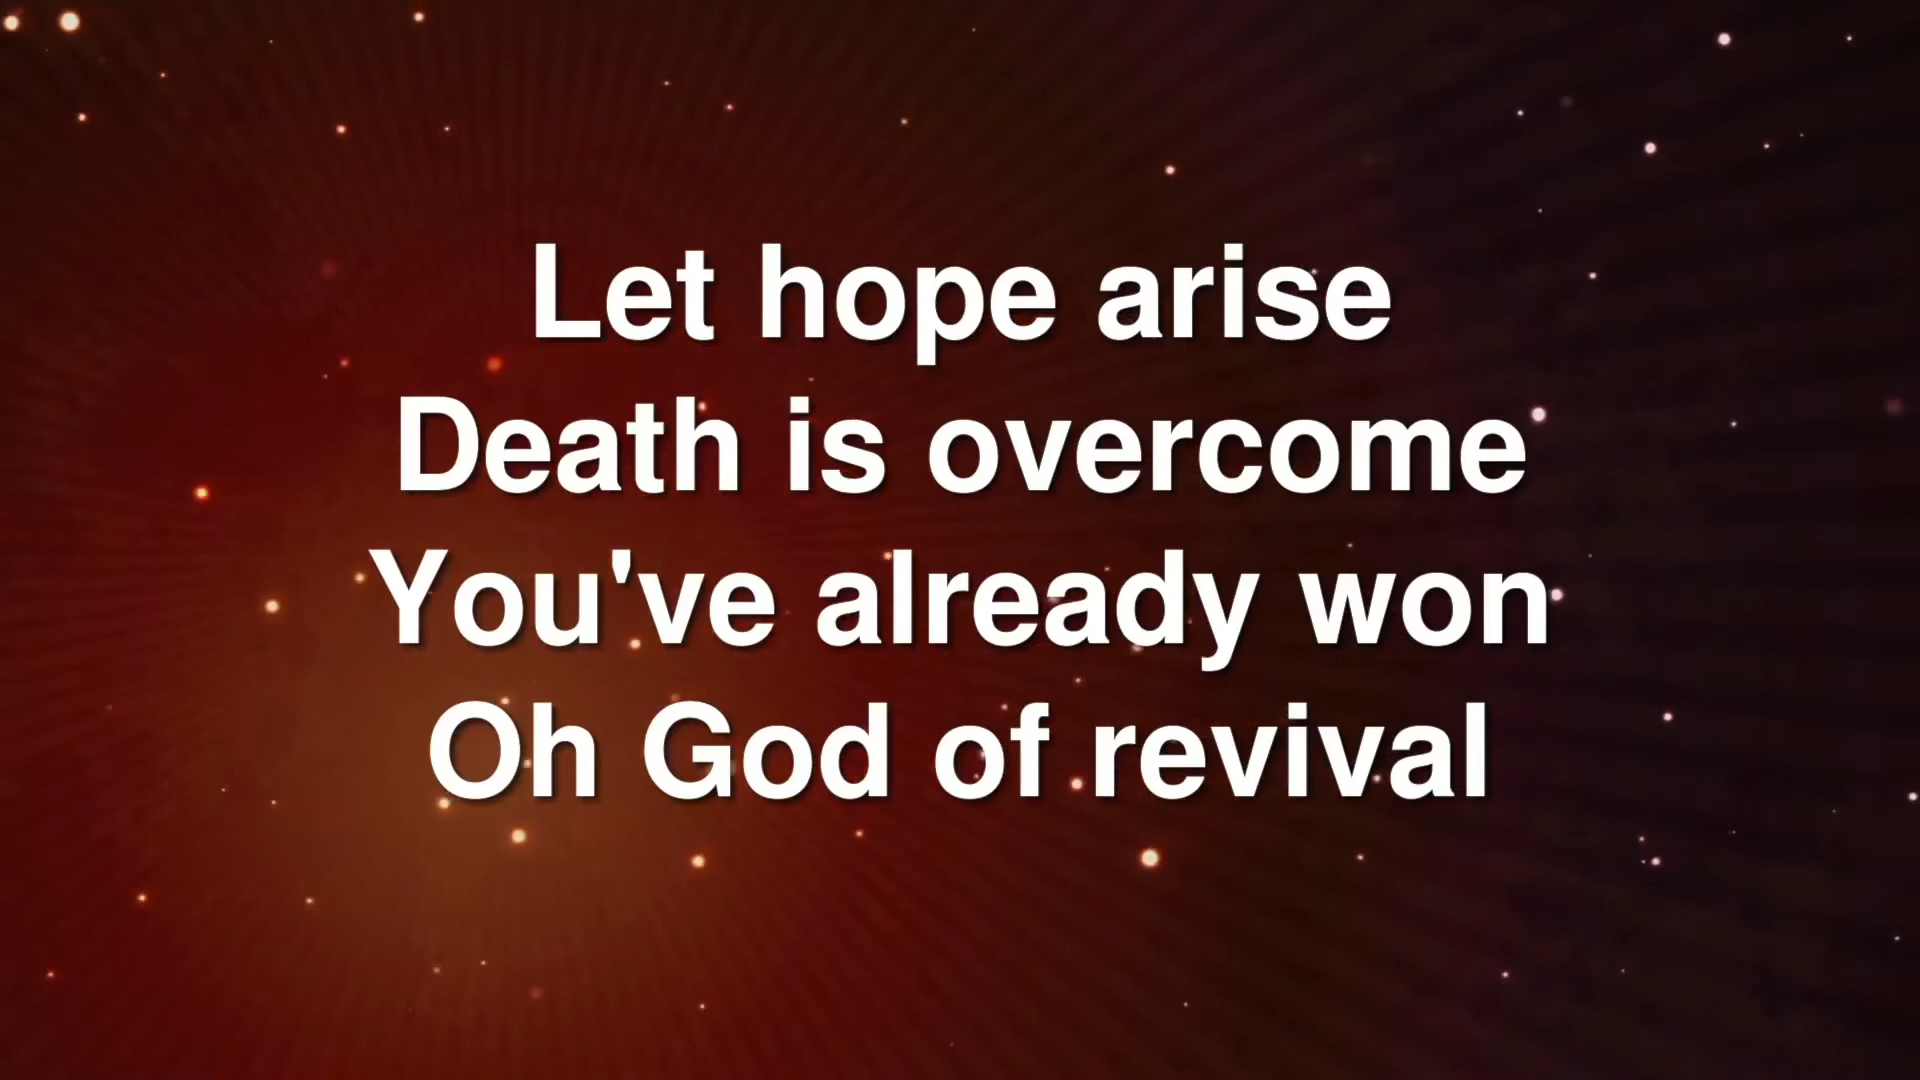 Let hope arise
Death is overcome
You've already won
Oh God of revival